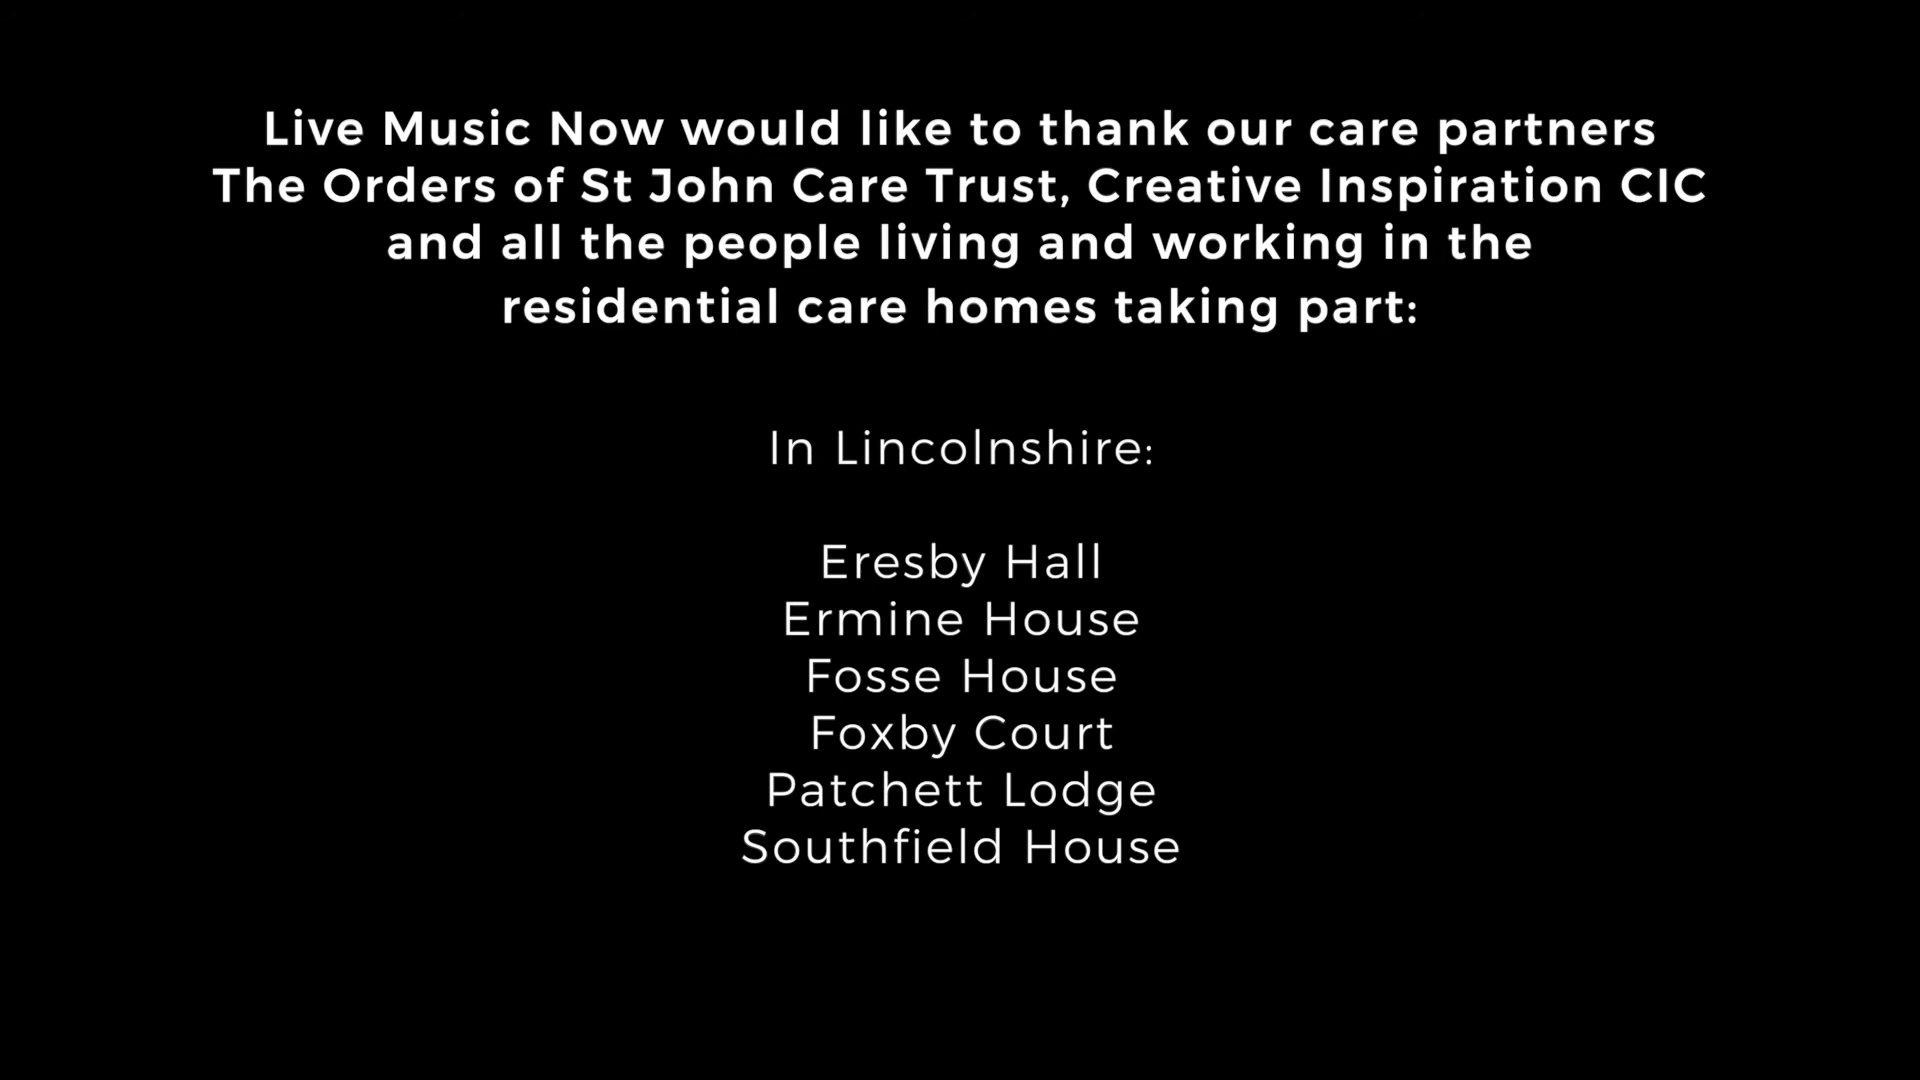 Live Music Now would like to thank our care partners
The Orders of St John Care Trust, Creative Inspiration CIC
and all the people living and working in the
residential care homes taking part:
In Lincolnshire:
Eresby Hall
Ermine House
Fosse House
Foxby Court
Patchett Lodge
Southfield House